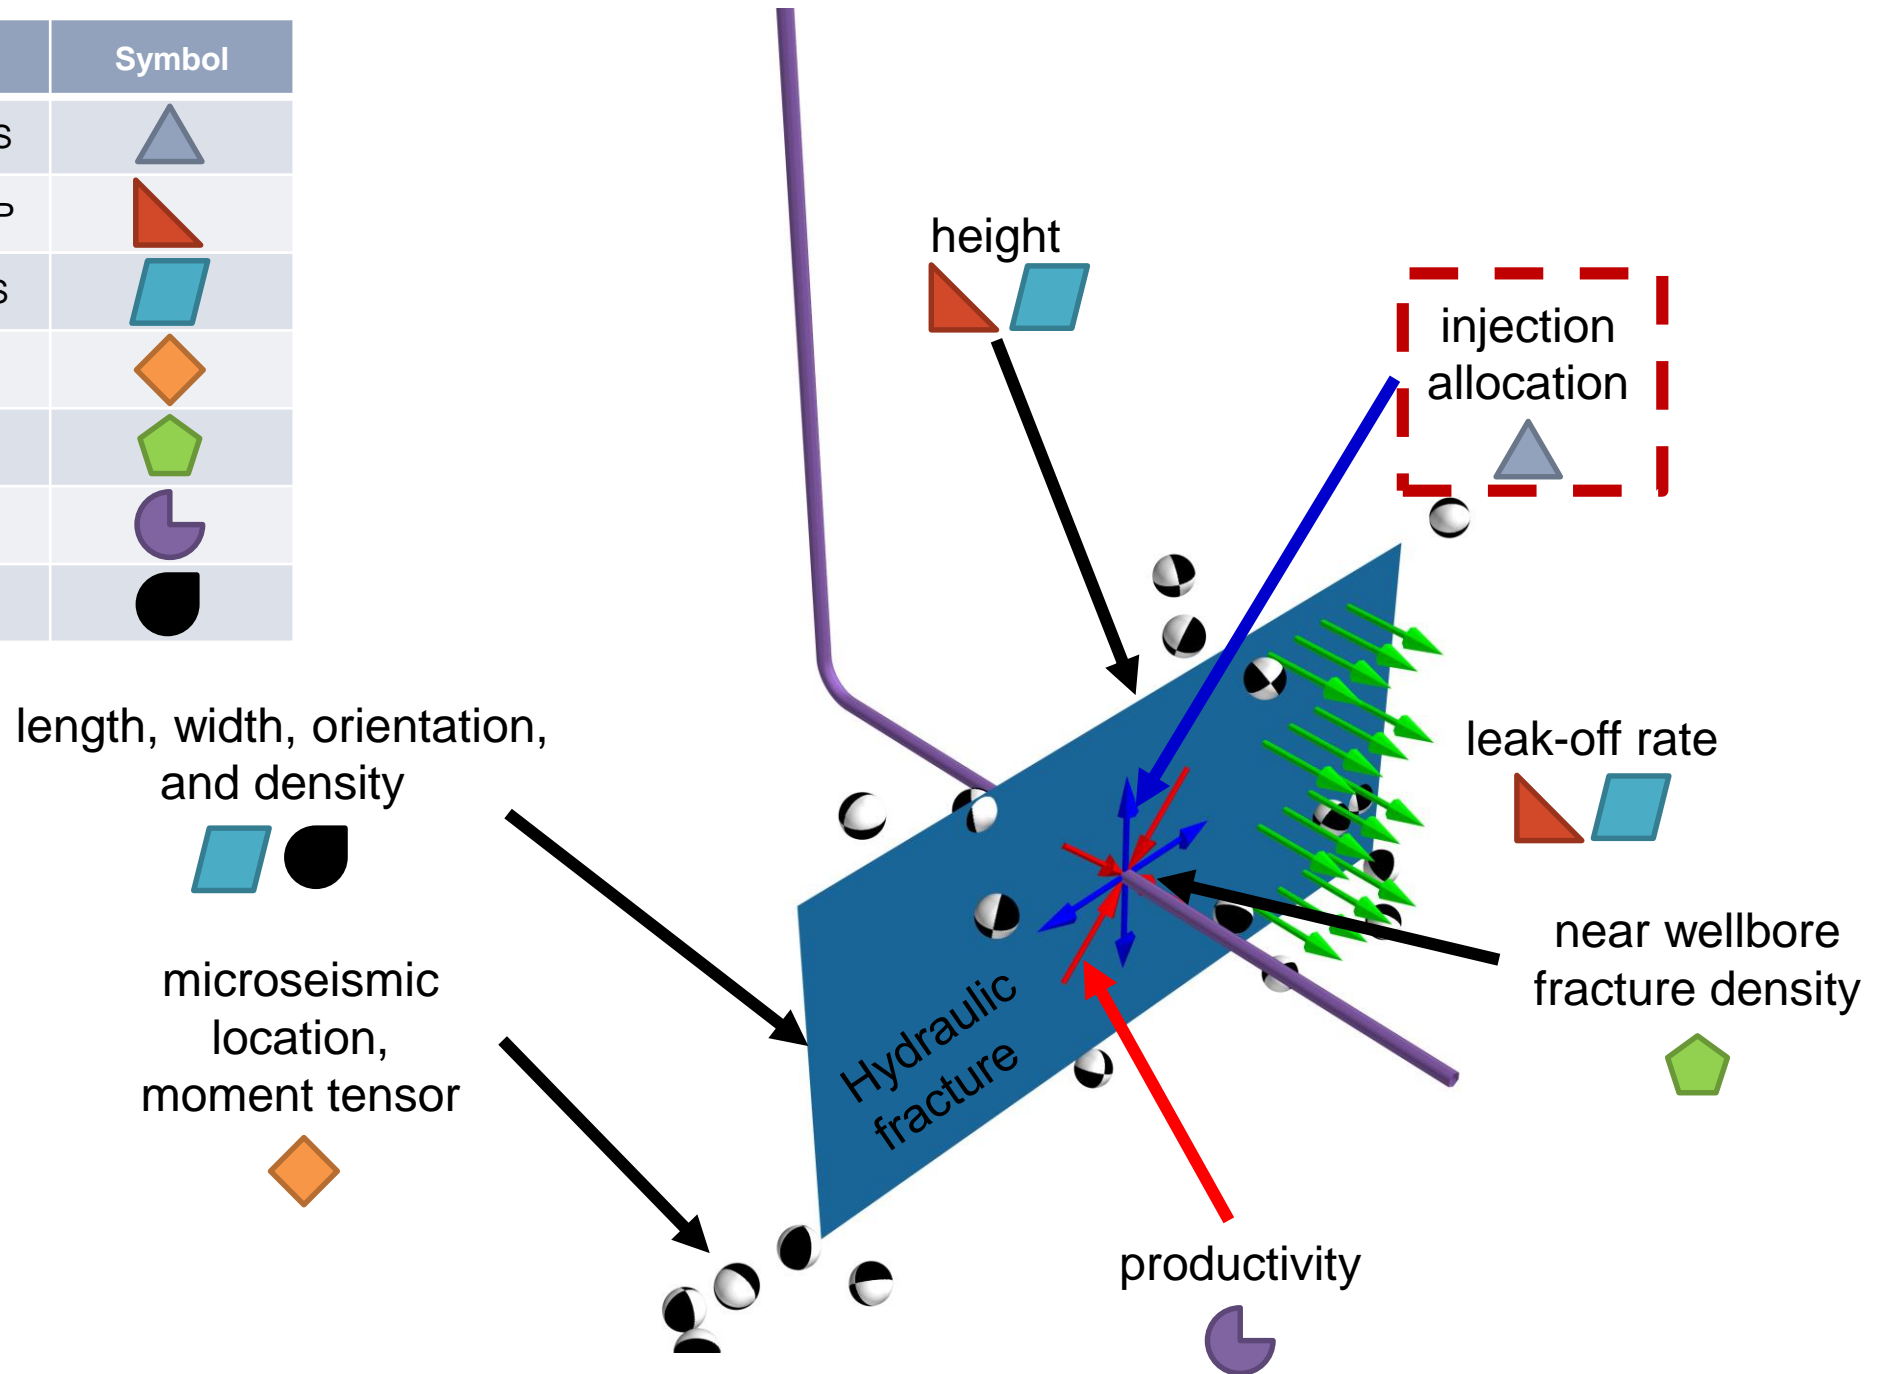 Symbol
S
P
S
height
injection
allocation
length, width, orientation,
and density
leak-off rate
near wellbore
fracture density
microseismic
location,
moment tensor
Hydraulic
fracture
productivity